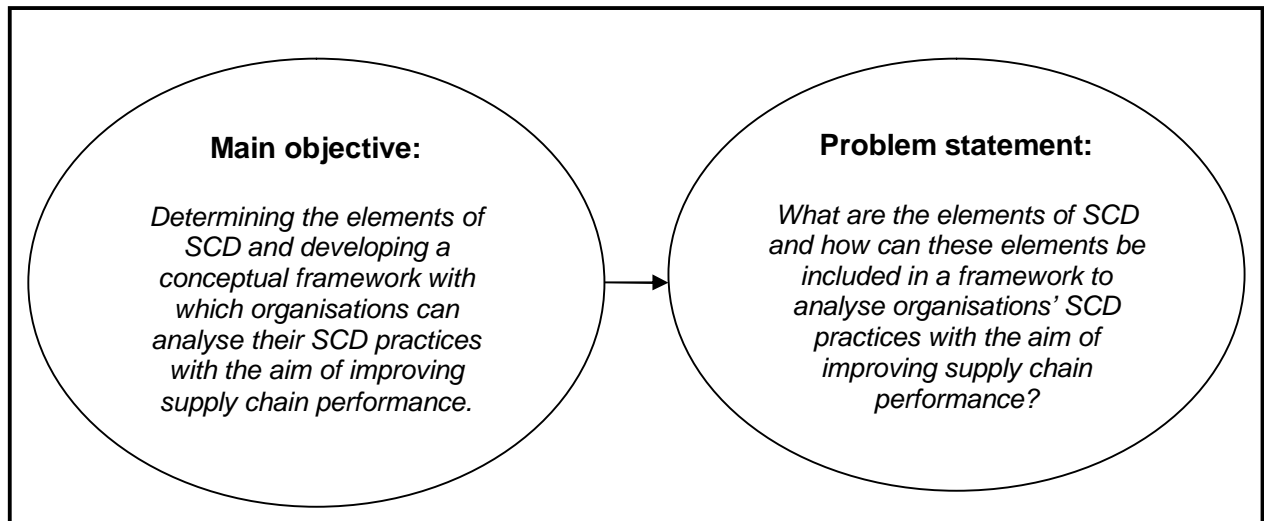 Main objective:
Determining the elements of
SCD and developing a
conceptual framework with
which organisations can
analyse their SCD practices
with the aim of improving
supply chain performance.
Problem statement:
What are the elements of SCD
and how can these elements be
included in a framework to
analyse organisations’ SCD
practices with the aim of
improving supply chain
performance?